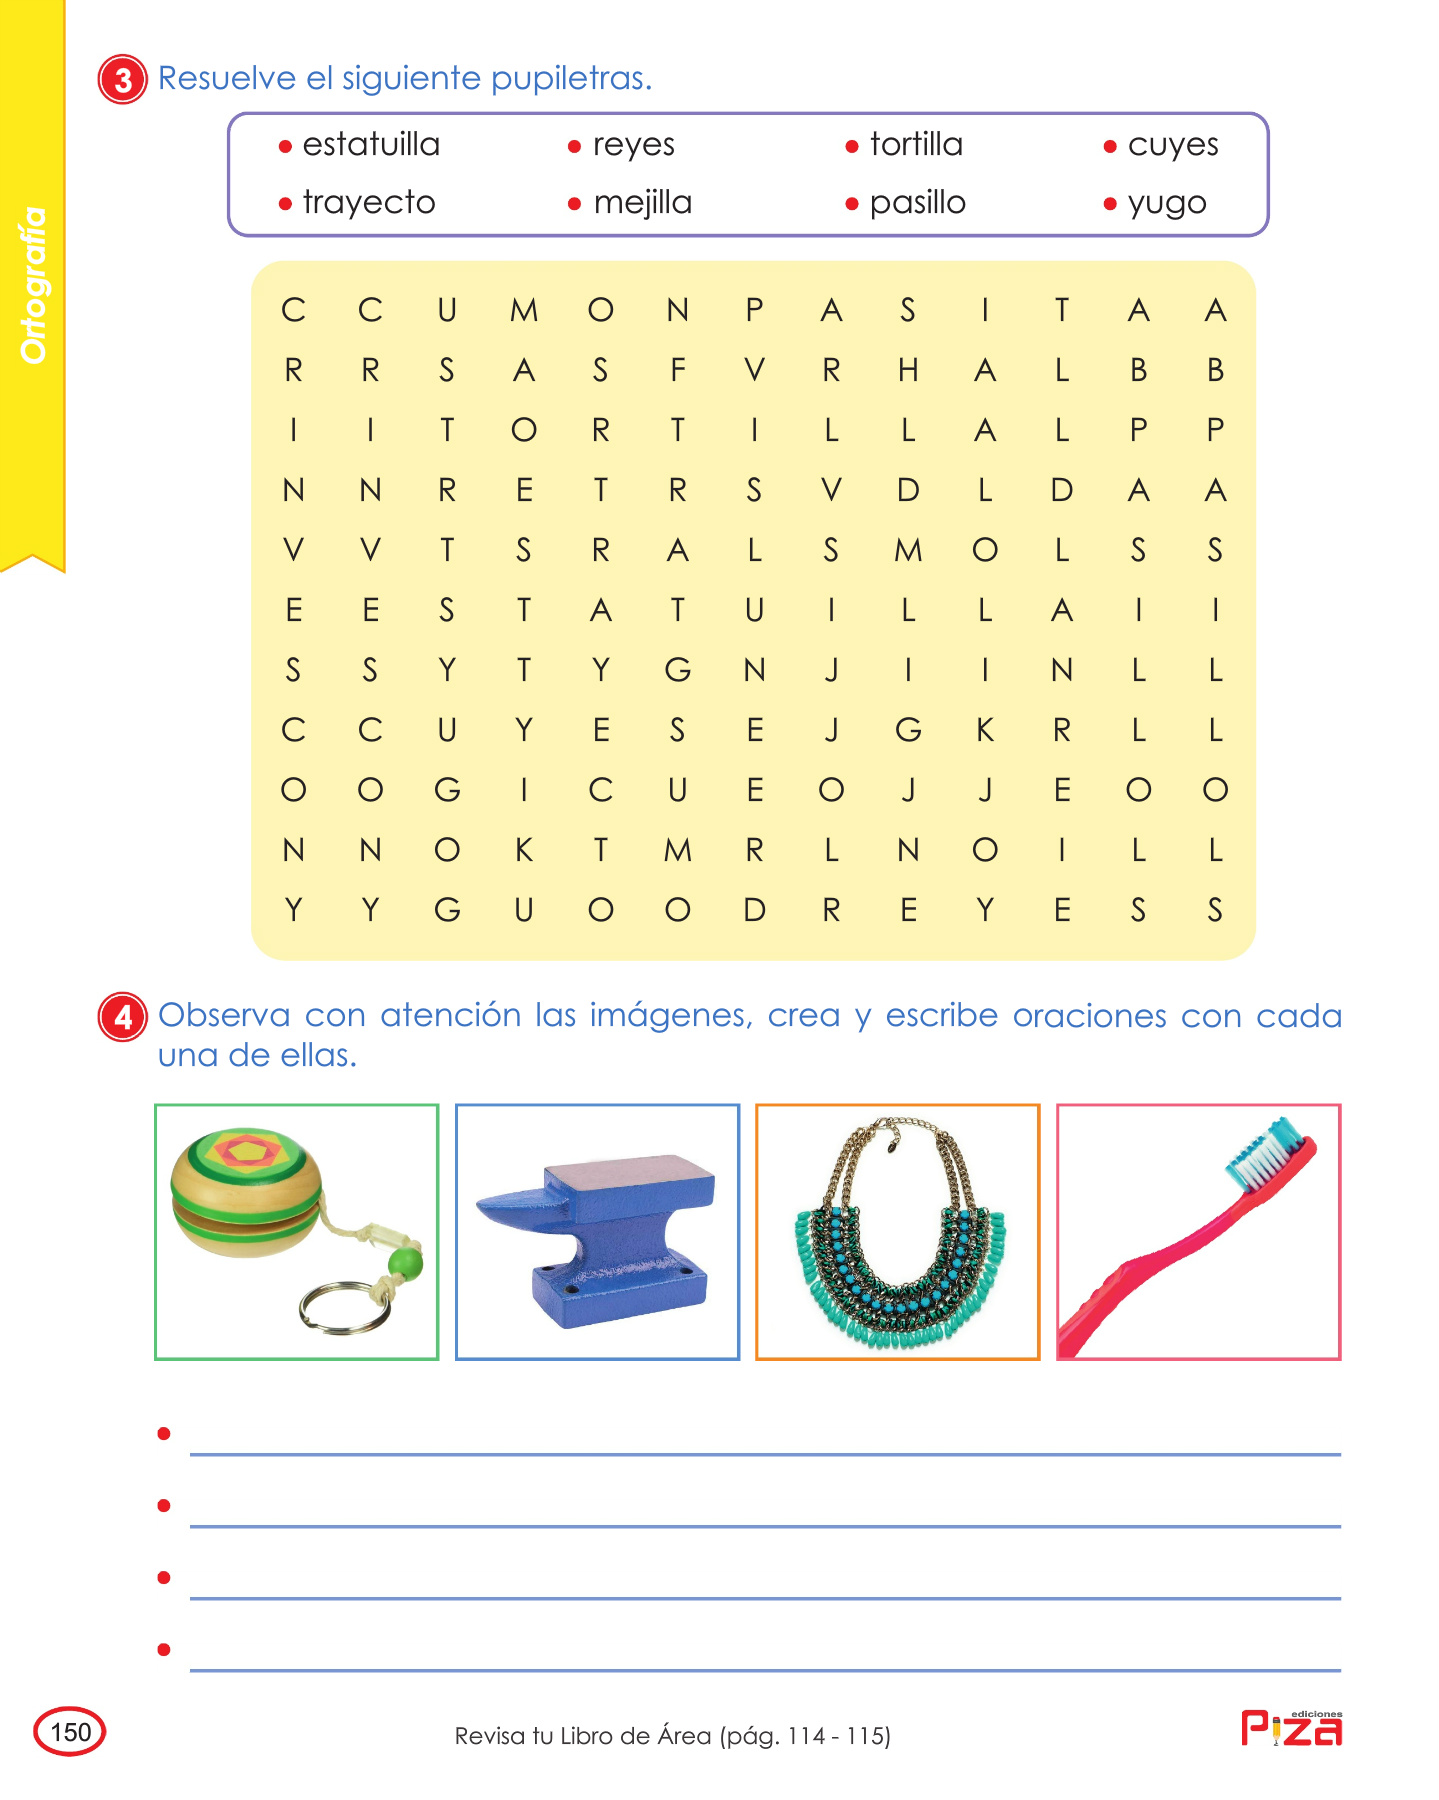 Ortografía
3 Resuelve el siguiente pupiletras.
• estatuilla • reyes • tortilla • cuyes
• trayecto • mejilla • pasillo • yugo
C C U M O N P A S I T A A
R R S A S F V R H A L B B
I I T O R T I L L A L P P
N N R E T R S V D L D A A
V V T S R A L S M O L S S
E E S T A T U I L L A I I
S S Y T Y G N J I I N L L
C C U Y E S E J G K R L L
O O G I C U E O J J E O O
N N O K T M R L N O I L L
Y Y G U O O D R E Y E S S
4 Observa con atención las imágenes, crea y escribe oraciones con cada
una de ellas.
•
•
•
•
150
Revisa tu Libro de Área (pág. 114 - 115)
ediciones
Piza